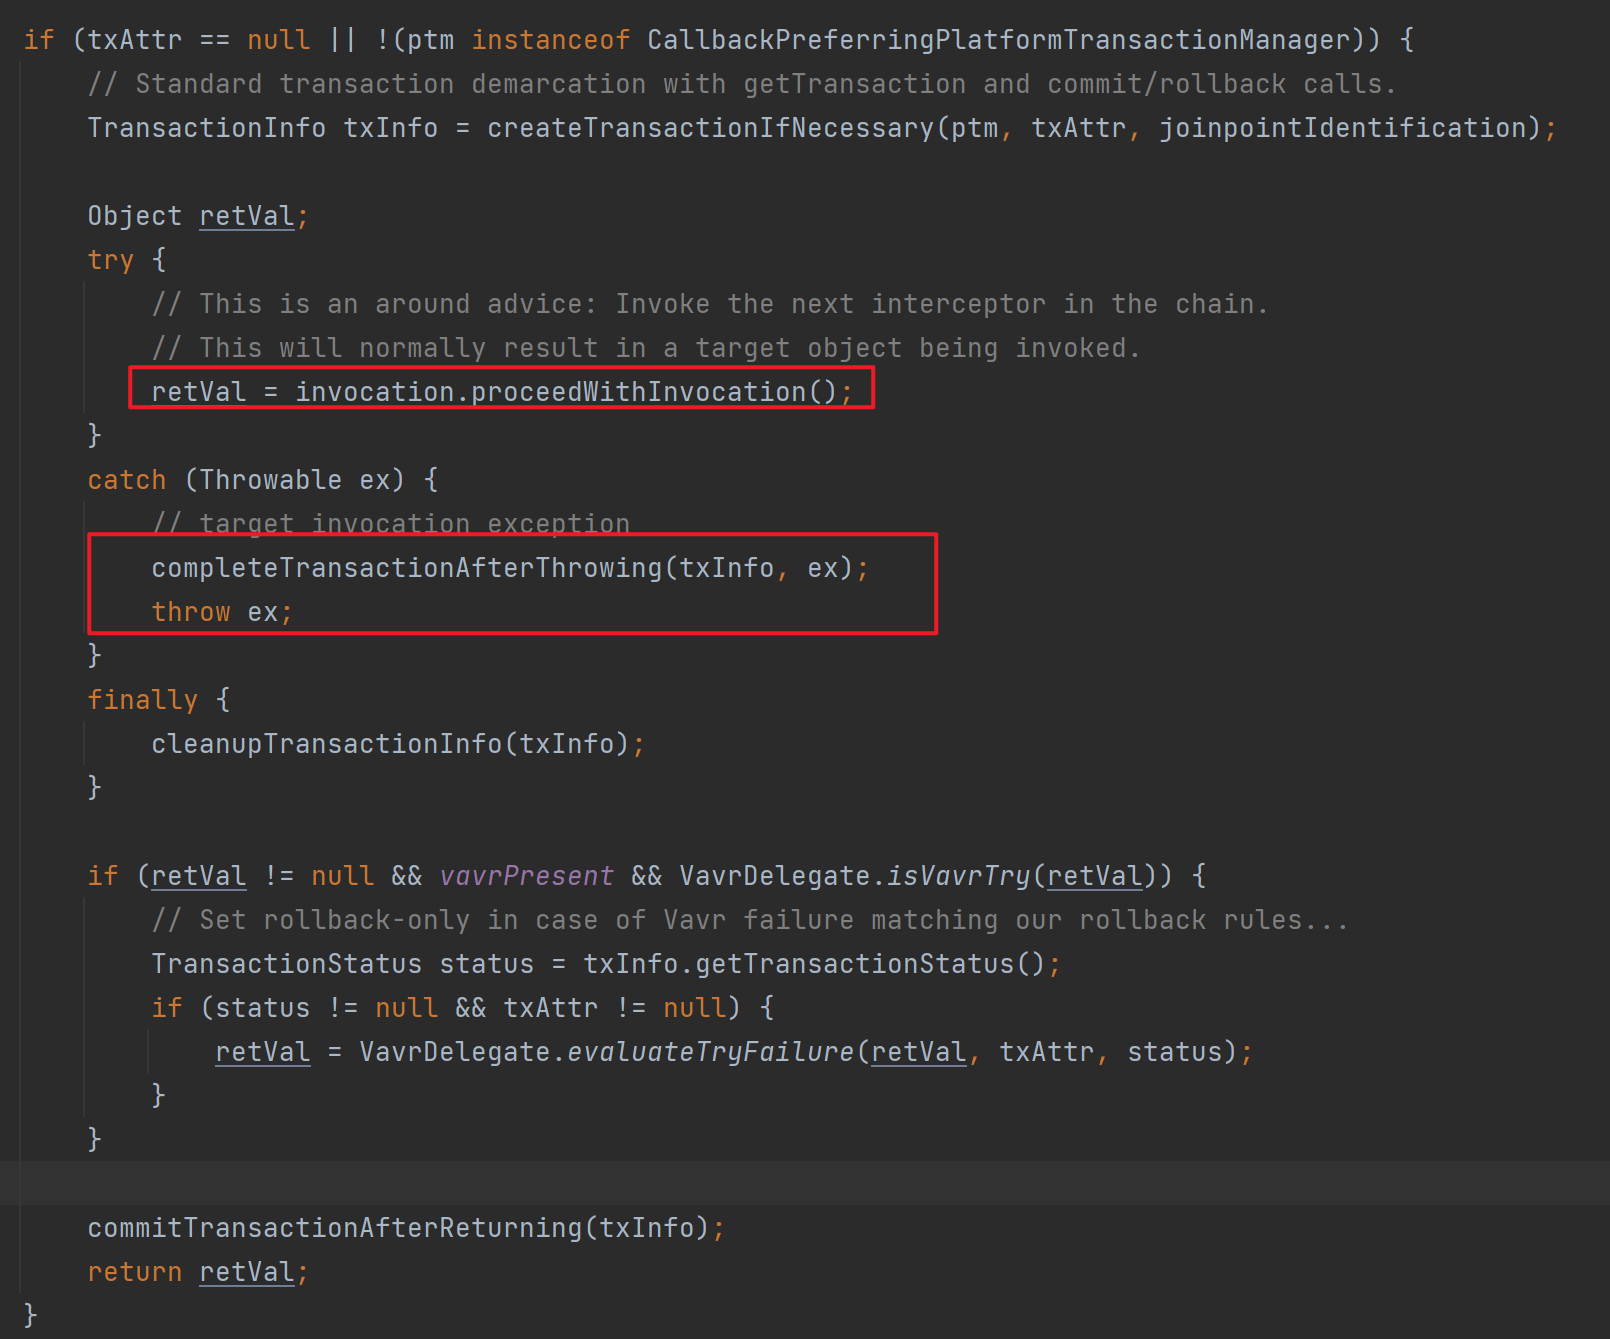 if (txAttr == null || !(ptm instanceof CallbackPreferringPlatformTransactionManager)) {
// Standard transaction demarcation with getTransaction and commit/rollback calls.
TransactionInfo txInfo = createTransactionIfNecessary(ptm, txAttr, joinpointIdentification);
Object retVal;
try {
// This is an around advice: Invoke the next interceptor in the chain.
// This will normally result in a target object being invoked.
retVal = invocation.proceedWithInvocation();
}
catch (Throwable ex) {
// target invocation exception
completeTransactionAfterThrowing(txInfo, ex);
throw ex;
}
finally {
cleanupTransactionInfo(txInfo);
}
if (retVal != null && vavrPresent && VavrDelegate.isVavrTry(retVal)) {
// Set rollback-only in case of Vavr failure matching our rollback rules...
TransactionStatus status = txInfo.getTransactionStatus();
if (status != null && txAttr != null) {
retVal = VavrDelegate.evaluateTryFailure(retVal, txAttr, status);
}
}
commitTransactionAfterReturning(txInfo);
return retVal;
}